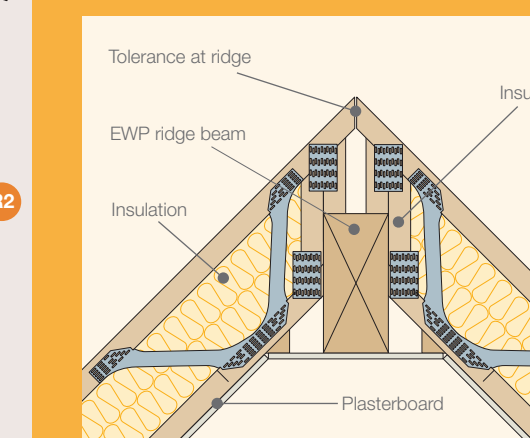 Tolerance at ridge
EWP ridge beam
Insulation
Plasterboard